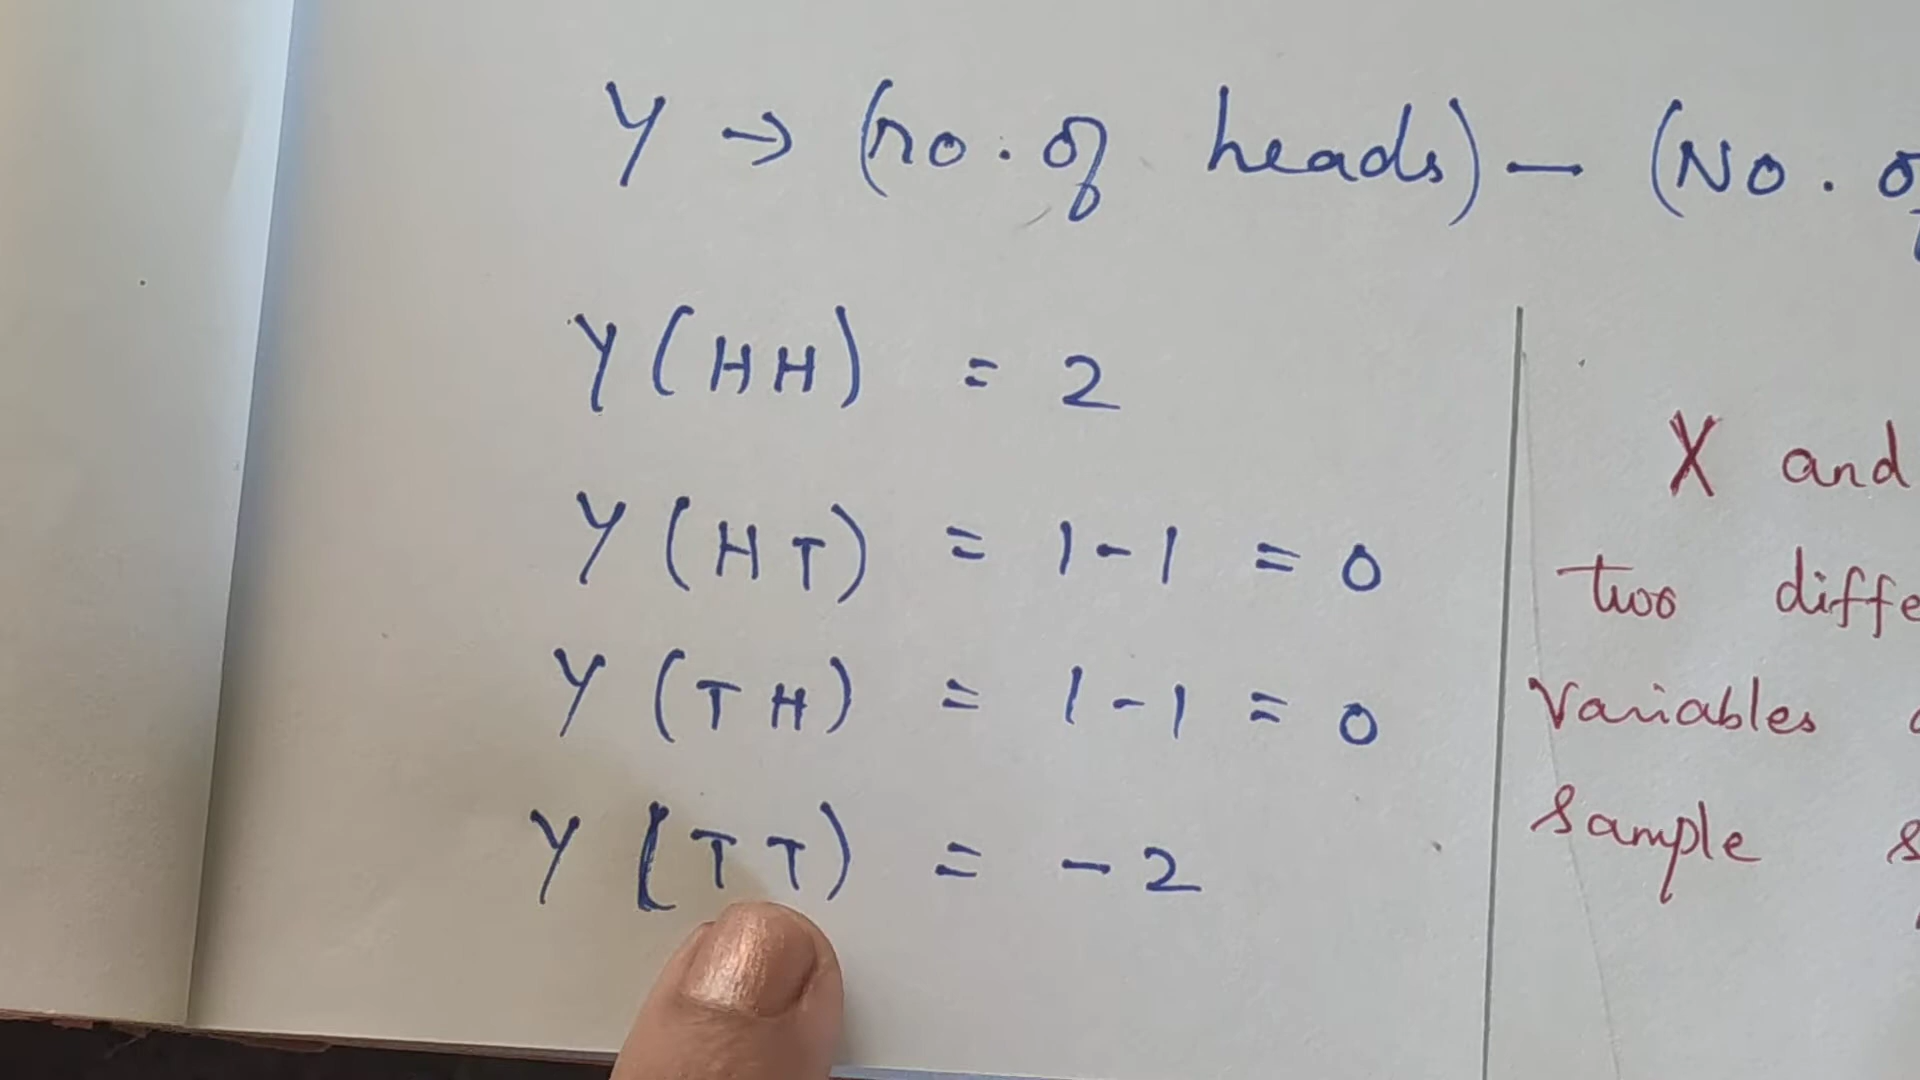 Y → (no. of heads) — (No. of
Y (HH) = 2
Y (HT) = 1-1 = 0
Y (TH) = 1-1 = 0
Y (TT) = -2
X and
two diffe
variables
sample s